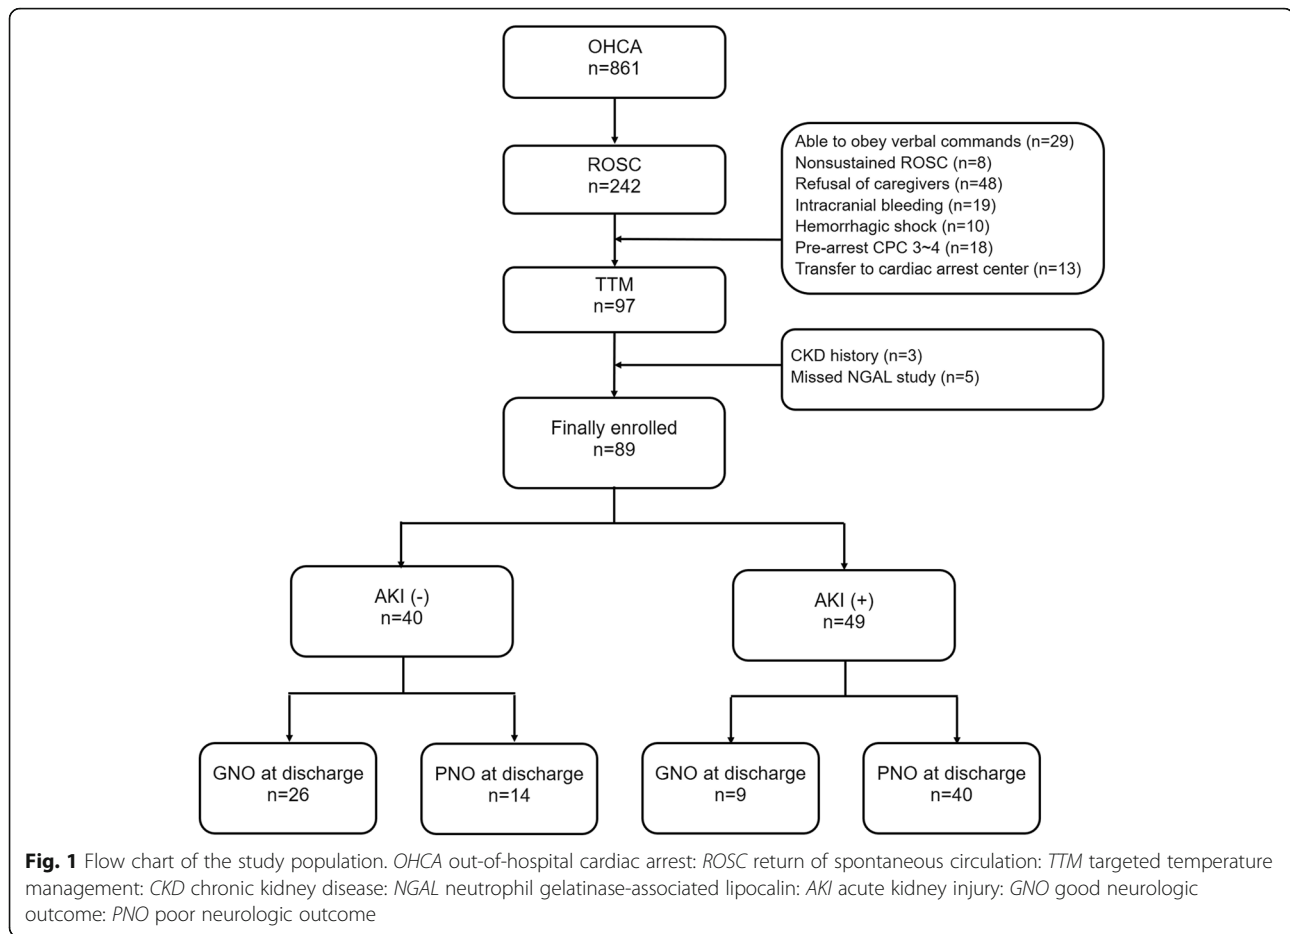 OHCA
n=861
ROSC
n=242
Able to obey verbal commands (n=29)
Nonsustained ROSC (n=8)
Refusal of caregivers (n=48)
Intracranial bleeding (n=19)
Hemorrhagic shock (n=10)
Pre-arrest CPC 3~4 (n=18)
Transfer to cardiac arrest center (n=13)
TTM
n=97
CKD history (n=3)
Missed NGAL study (n=5)
Finally enrolled
n=89
AKI (-)
n=40
AKI (+)
n=49
GNO at discharge
n=26
PNO at discharge
n=14
GNO at discharge
n=9
PNO at discharge
n=40
Fig. 1 Flow chart of the study population. OHCA out-of-hospital cardiac arrest: ROSC return of spontaneous circulation: TTM targeted temperature
management: CKD chronic kidney disease: NGAL neutrophil gelatinase-associated lipocalin: AKI acute kidney injury: GNO good neurologic
outcome: PNO poor neurologic outcome